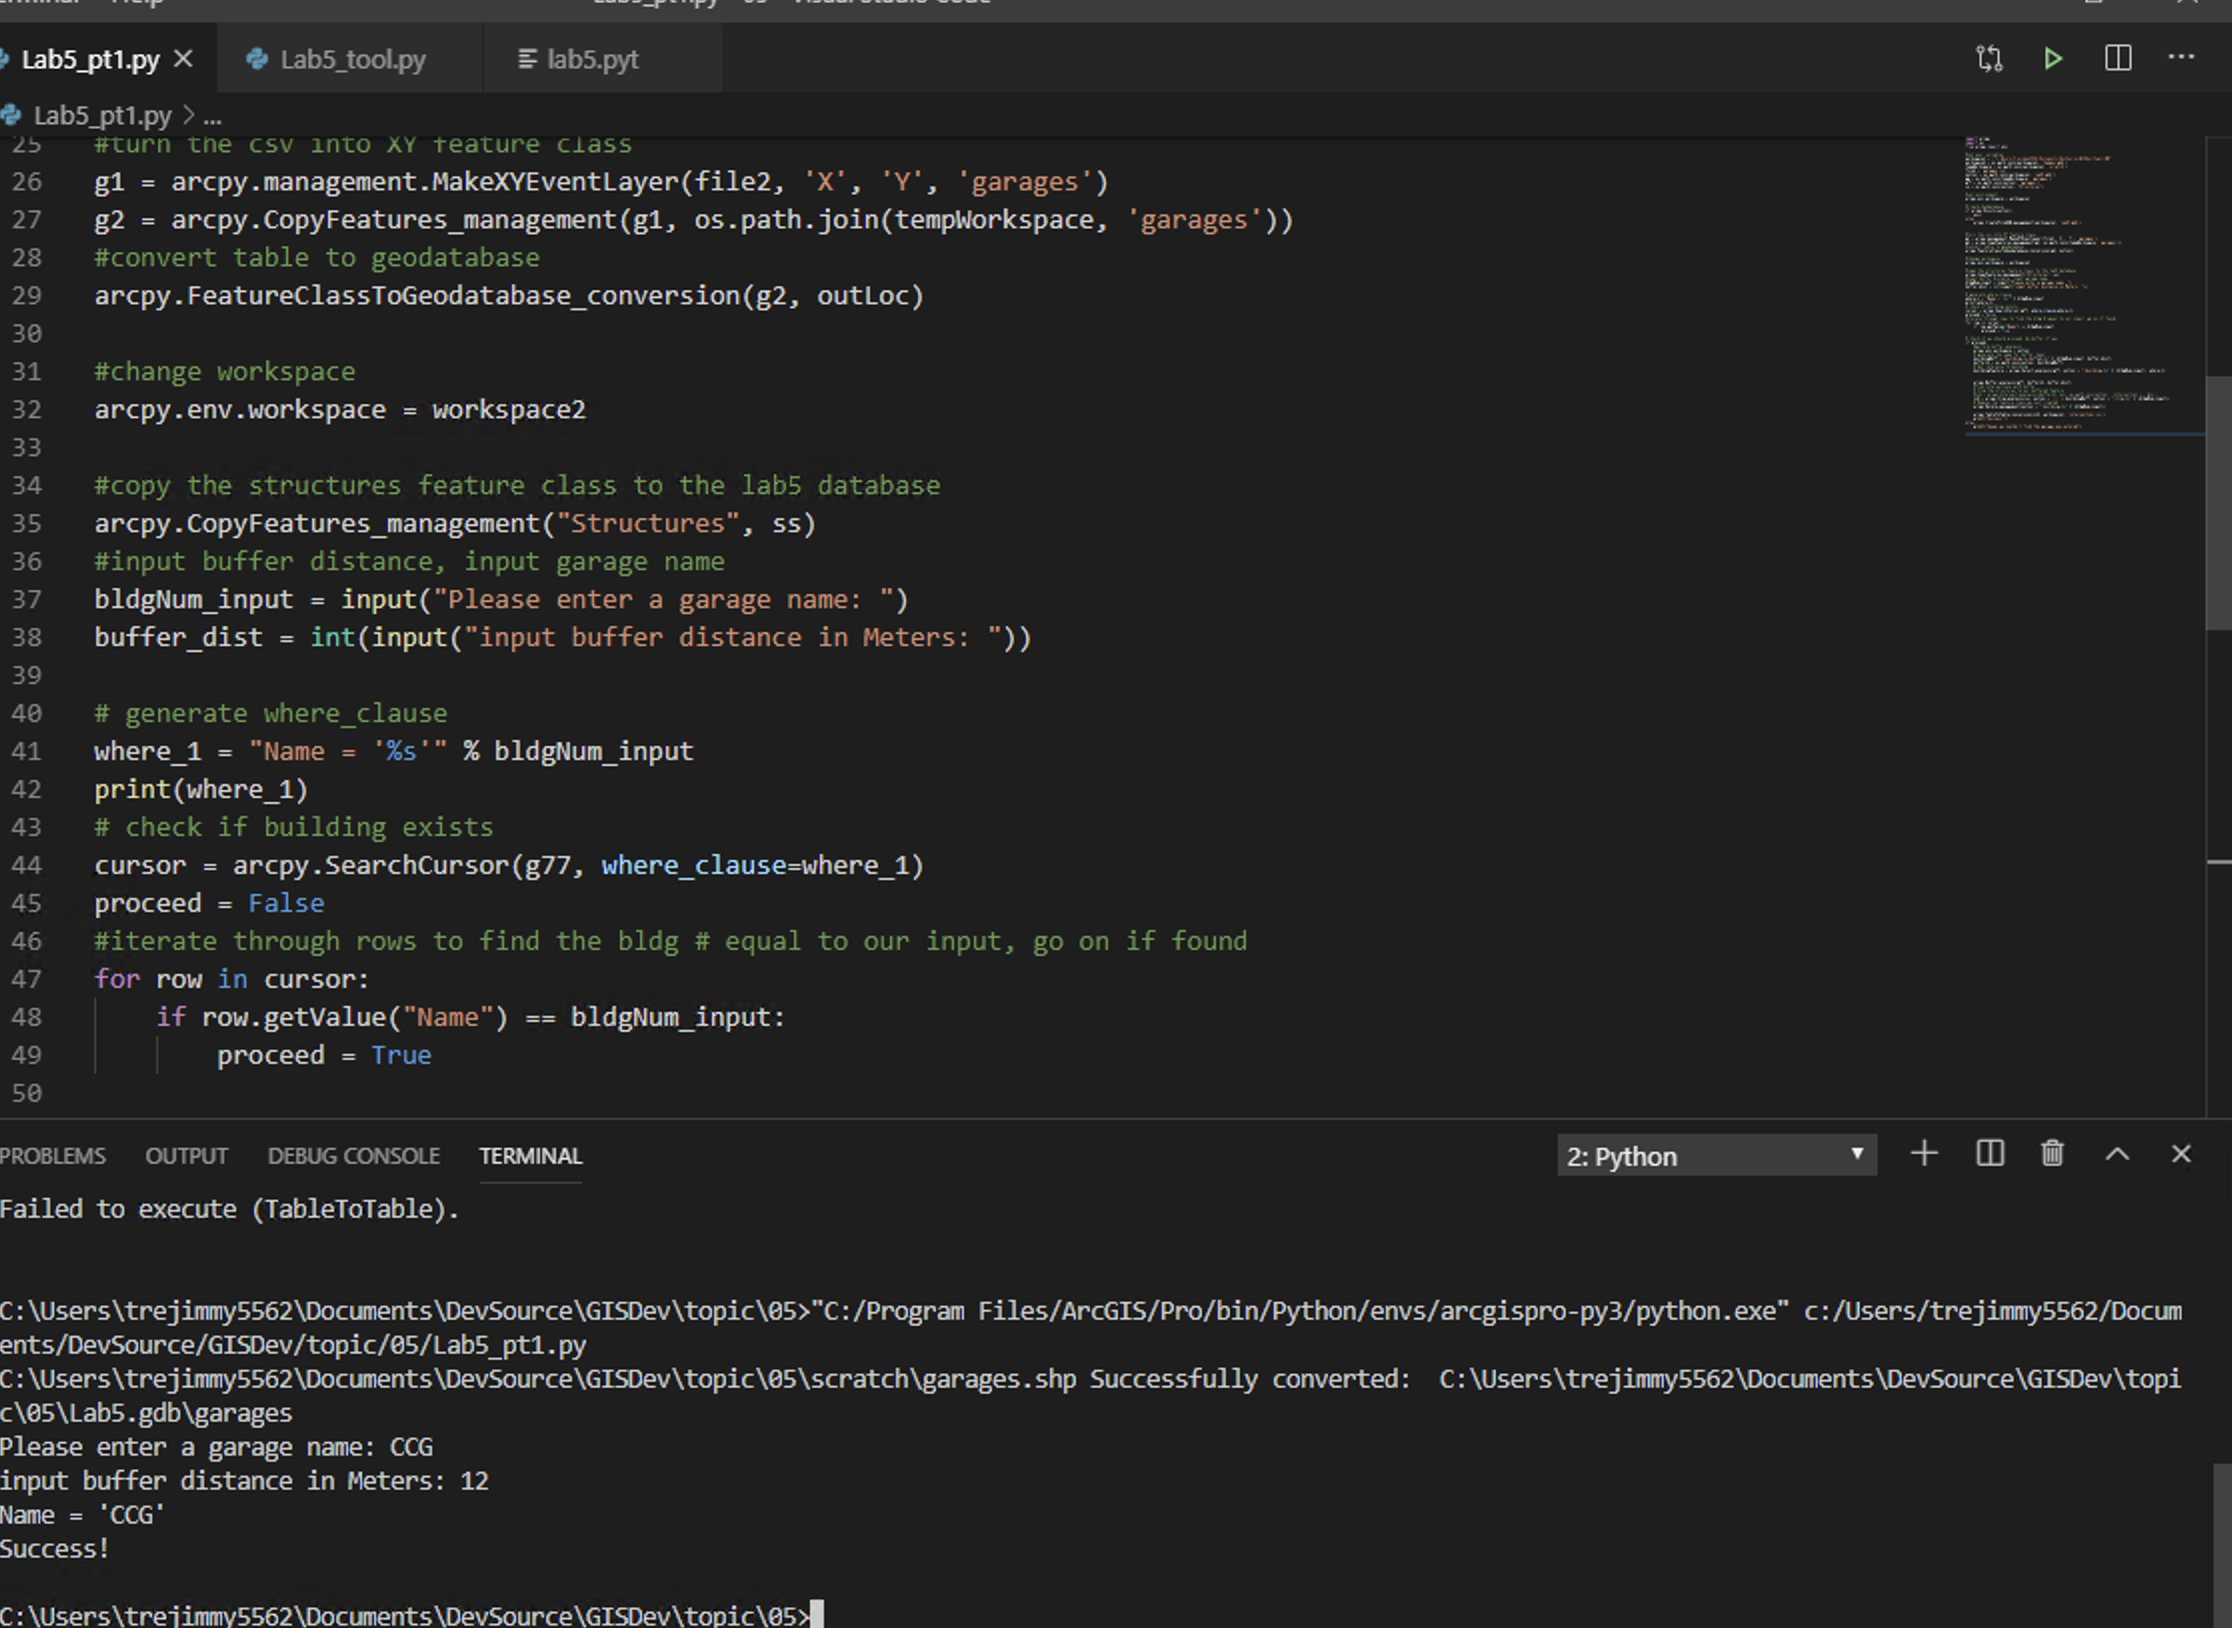 Lab5_pt1.py
Lab5_tool.py
lab5.pyt
Lab5_pt1.py > ...
25 #turn the csv into XY feature class
26 g1 = arcpy.management.MakeXYEventLayer(file2, 'X', 'Y', 'garages')
27 g2 = arcpy.CopyFeatures_management(g1, os.path.join(tempWorkspace, 'garages'))
28 #convert table to geodatabase
29 arcpy.FeatureClassToGeodatabase_conversion(g2, outLoc)
30
31 #change workspace
32 arcpy.env.workspace = workspace2
33
34 #copy the structures feature class to the lab5 database
35 arcpy.CopyFeatures_management("Structures", ss)
36 #input buffer distance, input garage name
37 bldgNum_input = input("Please enter a garage name: ")
38 buffer_dist = int(input("input buffer distance in Meters: "))
39
40 # generate where_clause
41 where_1 = "Name = '%s'" % bldgNum_input
42 print(where_1)
43 # check if building exists
44 cursor = arcpy.SearchCursor(g77, where_clause=where_1)
45 proceed = False
46 #iterate through rows to find the bldg # equal to our input, go on if found
47 for row in cursor:
48     if row.getValue("Name") == bldgNum_input:
49         proceed = True
50
PROBLEMS OUTPUT DEBUG CONSOLE TERMINAL 2: Python
Failed to execute (TableToTable).
C:\Users\trejimmy5562\Documents\DevSource\GISDev\topic\05>"C:/Program Files/ArcGIS/Pro/bin/Python/envs/arcgispro-py3/python.exe" c:/Users/trejimmy5562/Docum
ents/DevSource/GISDev/topic/05/Lab5_pt1.py
C:\Users\trejimmy5562\Documents\DevSource\GISDev\topic\05\scratch\garages.shp Successfully converted:  C:\Users\trejimmy5562\Documents\DevSource\GISDev\topi
c\05\Lab5.gdb\garages
Please enter a garage name: CCG
input buffer distance in Meters: 12
Name = 'CCG'
Success!
C:\Users\trejimmy5562\Documents\DevSource\GISDev\topic\05>